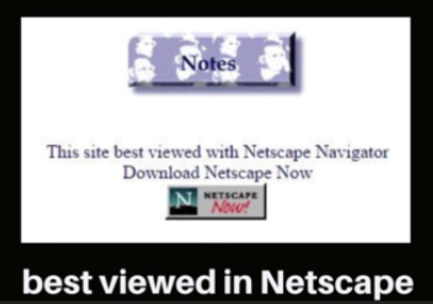 Notes
This site best viewed with Netscape Navigator
Download Netscape Now
N NETSCAPE
Now!
best viewed in Netscape